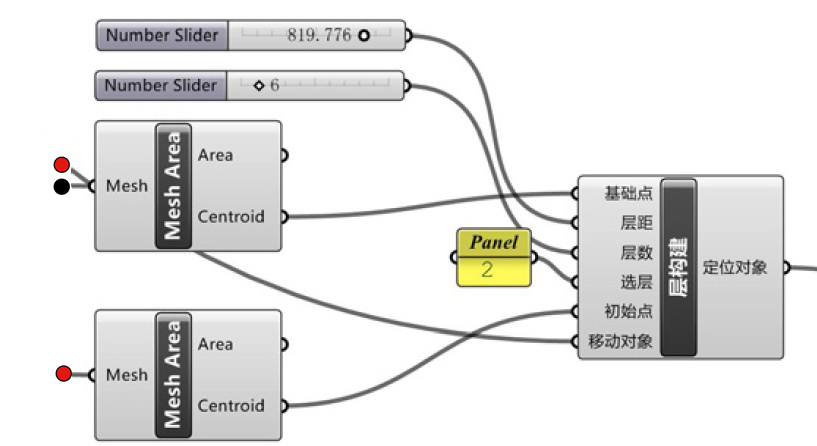 Number Slider
819.776
Number Slider
6
Mesh
Mesh Area
Area
Centroid
Panel
2
基础点
层距
层数
选层
初始点
移动对象
层构建
定位对象
Mesh
Mesh Area
Area
Centroid